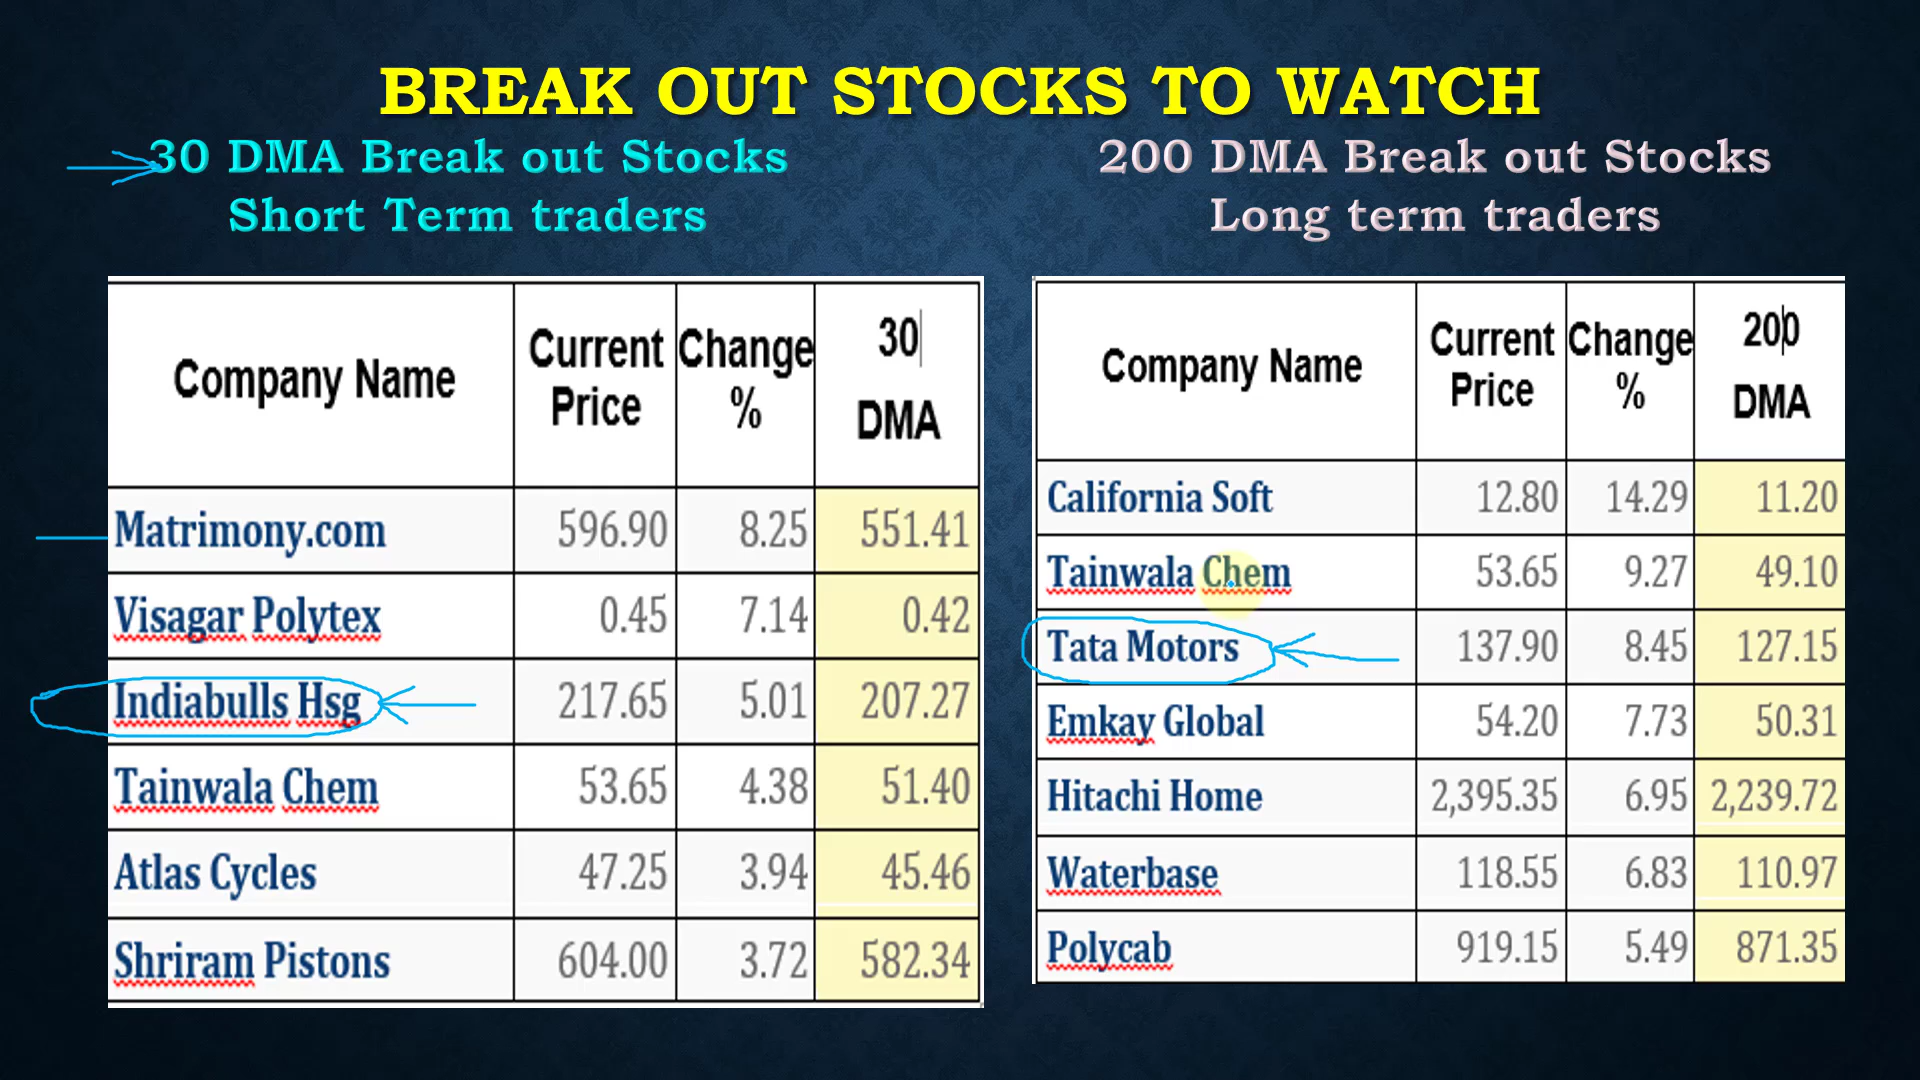 BREAK OUT STOCKS TO WATCH
30 DMA Break out Stocks
Short Term traders
200 DMA Break out Stocks
Long term traders
Company Name Current Price Change % 30 DMA
Matrimony.com 596.90 8.25 551.41
Visagar Polytex 0.45 7.14 0.42
Indiabulls Hsg 217.65 5.01 207.27
Tainwala Chem 53.65 4.38 51.40
Atlas Cycles 47.25 3.94 45.46
Shriram Pistons 604.00 3.72 582.34
Company Name Current Price Change % 200 DMA
California Soft 12.80 14.29 11.20
Tainwala Chem 53.65 9.27 49.10
Tata Motors 137.90 8.45 127.15
Emkay Global 54.20 7.73 50.31
Hitachi Home 2,395.35 6.95 2,239.72
Waterbase 118.55 6.83 110.97
Polycab 919.15 5.49 871.35